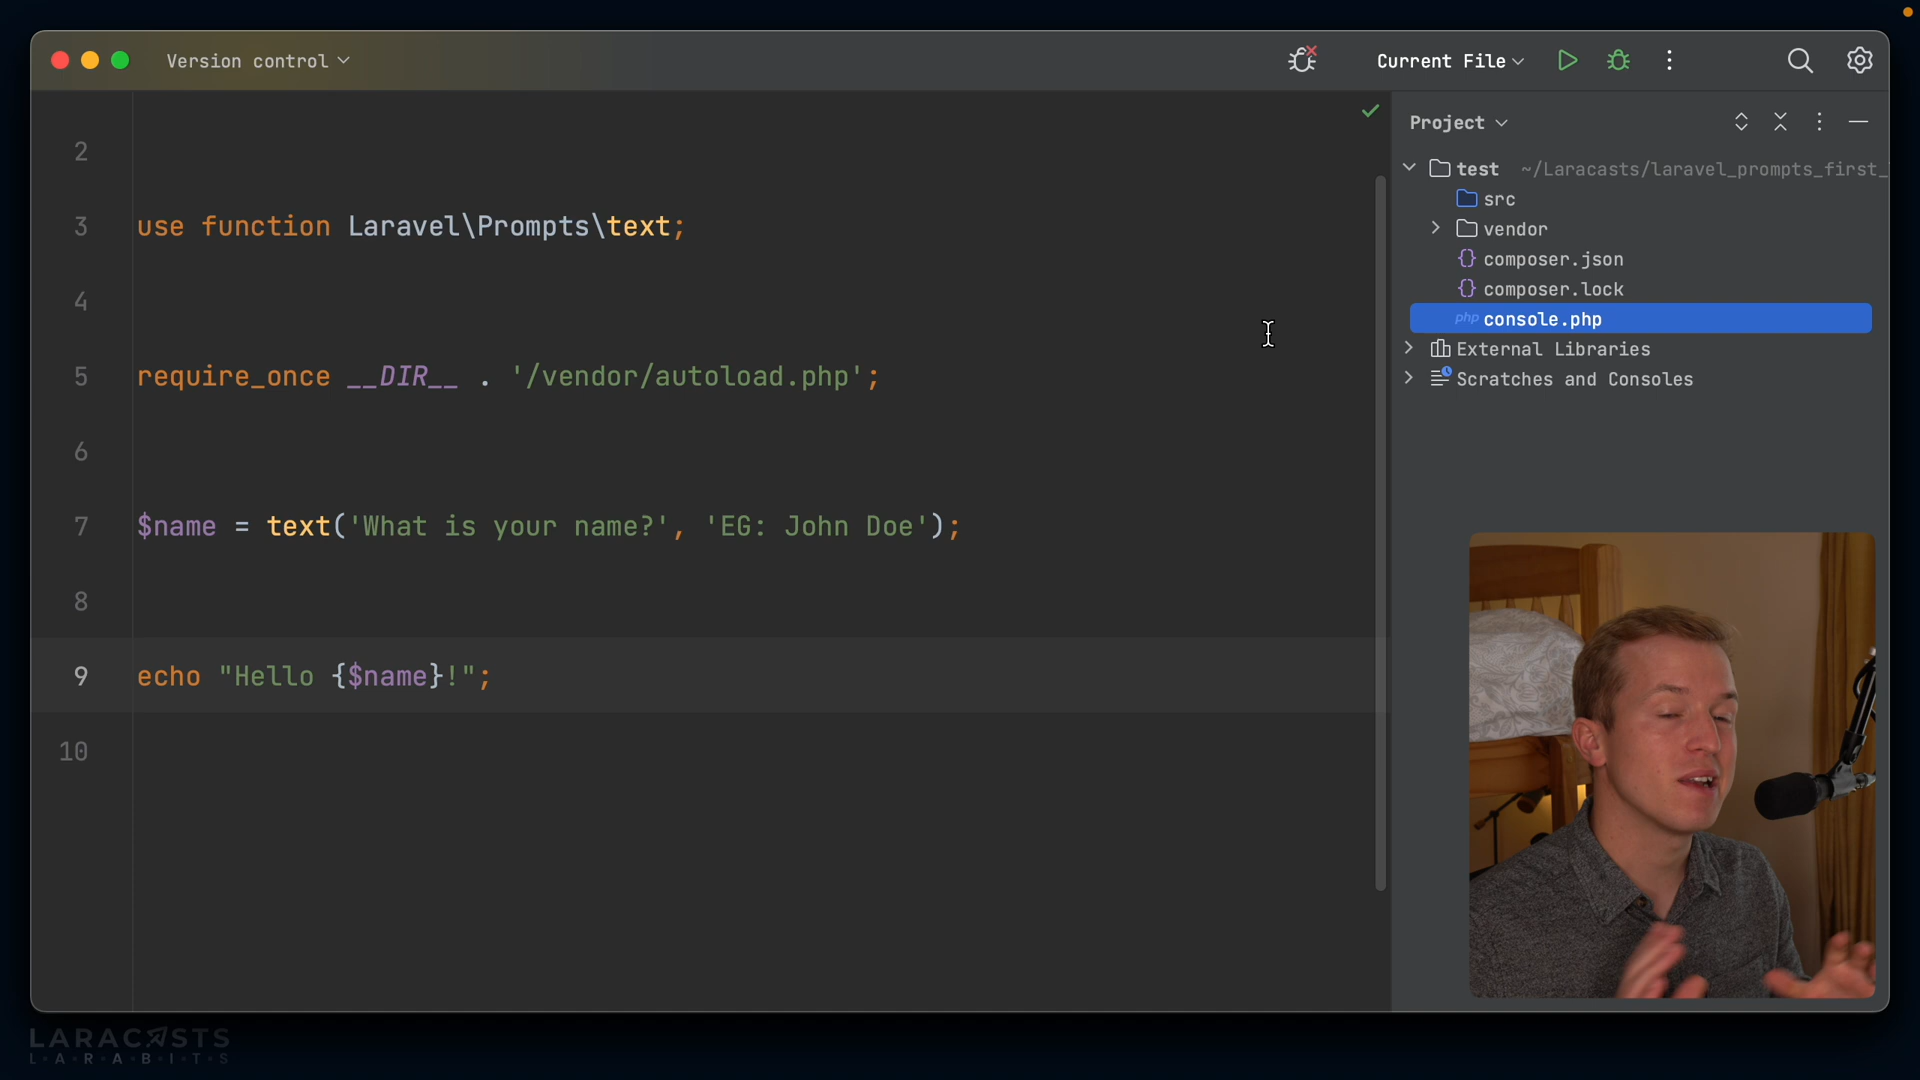 Version control
Current File
2
3 use function Laravel\Prompts\text;
4
5 require_once __DIR__ . '/vendor/autoload.php';
6
7 $name = text('What is your name?', 'EG: John Doe');
8
9 echo "Hello {$name}!";
10
Project
test ~/Laracasts/laravel_prompts_first_
src
vendor
composer.json
composer.lock
php console.php
External Libraries
Scratches and Consoles
LARACASTS
L·A·R·A·B·I·T·S